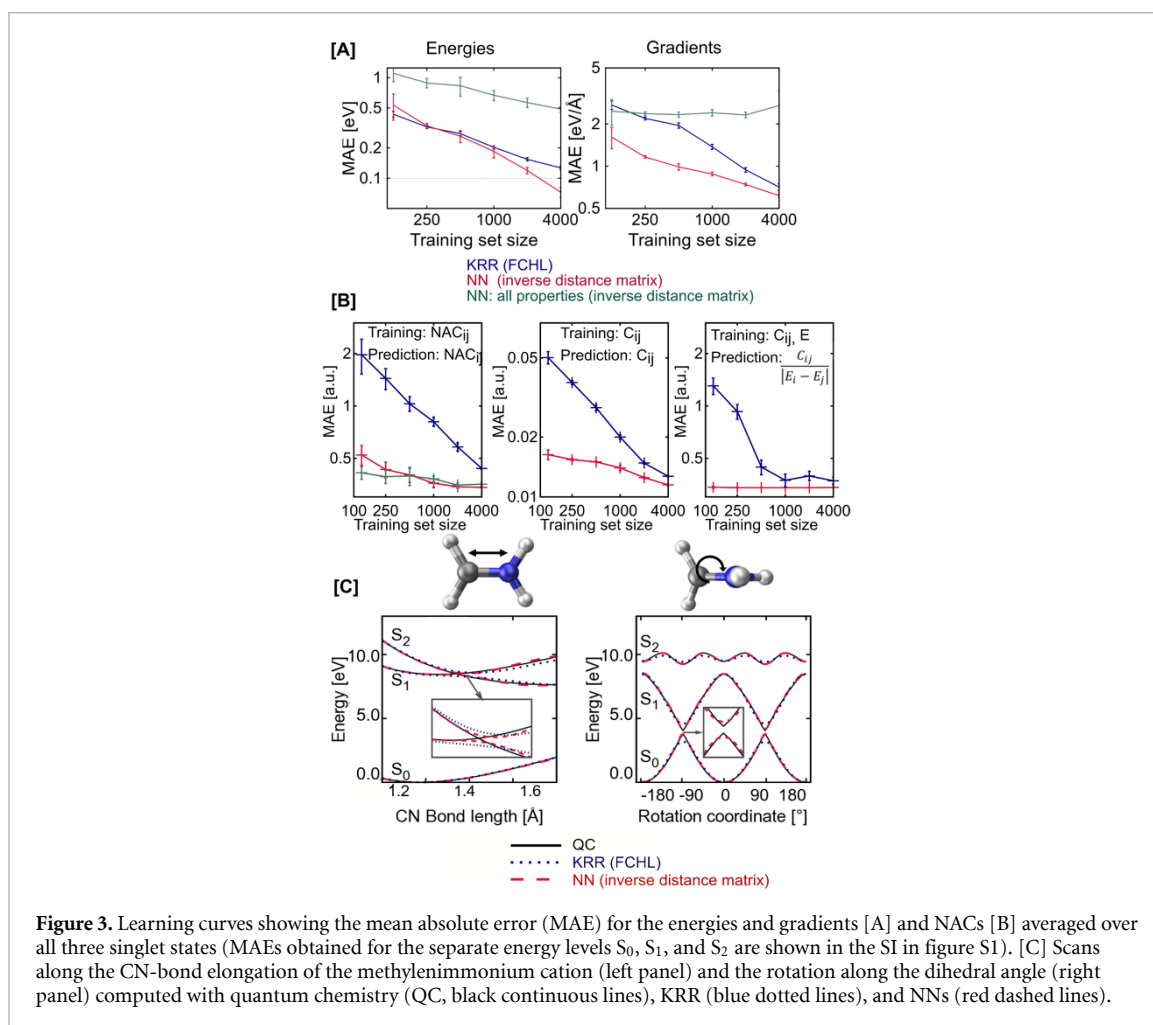 [A]
Energies
Gradients
MAE [eV]
1
0.5
0.2
0.1
250
1000
4000
Training set size
MAE [eV/Å]
5
2
1
0.5
250
1000
4000
Training set size
KRR (FCHL)
NN (inverse distance matrix)
NN: all properties (inverse distance matrix)
[B]
Training: NACij
Prediction: NACi
MAE [a.u.]
2
1
0.5
100
250
1000
4000
Training set size
Training: Cij
Prediction: Cij
MAE [a.u.]
0.05
0.02
0.01
100
250
1000
4000
Training set size
Training: Cij, E
Prediction: Cij / |Ei − Ej|
MAE [a.u.]
2
1
0.5
100
250
1000
4000
Training set size
[C]
S2
S1
S0
Energy [eV]
10.0
5.0
0.0
1.2
1.4
1.6
CN Bond length [Å]
S2
S1
S0
Energy [eV]
10.0
5.0
0.0
-180
-90
0
90
180
Rotation coordinate [°]
QC
KRR (FCHL)
NN (inverse distance matrix)
Figure 3. Learning curves showing the mean absolute error (MAE) for the energies and gradients [A] and NACs [B] averaged over
all three singlet states (MAEs obtained for the separate energy levels S0, S1, and S2 are shown in the SI in figure S1). [C] Scans
along the CN-bond elongation of the methylenimmonium cation (left panel) and the rotation along the dihedral angle (right
panel) computed with quantum chemistry (QC, black continuous lines), KRR (blue dotted lines), and NNs (red dashed lines).